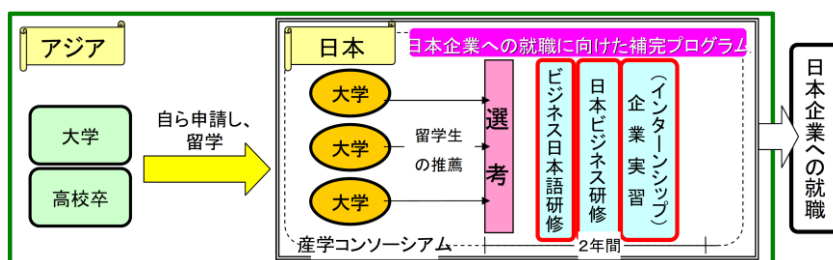 アジア
大学
高校卒
自ら申請し、
留学
日本
日本企業への就職に向けた補完プログラム
大学
大学
大学
留学生
の推薦
選考
ビジネス日本語研修
日本ビジネス研修
(インターンシップ)
企業実習
産学コンソーシアム
2年間
日本企業への就職